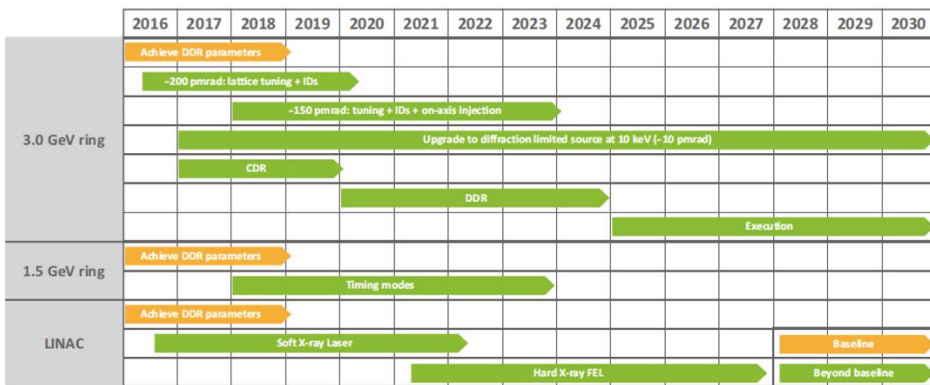 2016 2017 2018 2019 2020 2021 2022 2023 2024 2025 2026 2027 2028 2029 2030
3.0 GeV ring
Achieve DDR parameters
~200 pmrad: lattice tuning + IDs
~150 pmrad: tuning + IDs + on-axis injection
Upgrade to diffraction limited source at 10 keV (~10 pmrad)
CDR
DDR
Execution
1.5 GeV ring
Achieve DDR parameters
Timing modes
LINAC
Achieve DDR parameters
Soft X-ray Laser
Baseline
Hard X-ray FEL
Beyond baseline